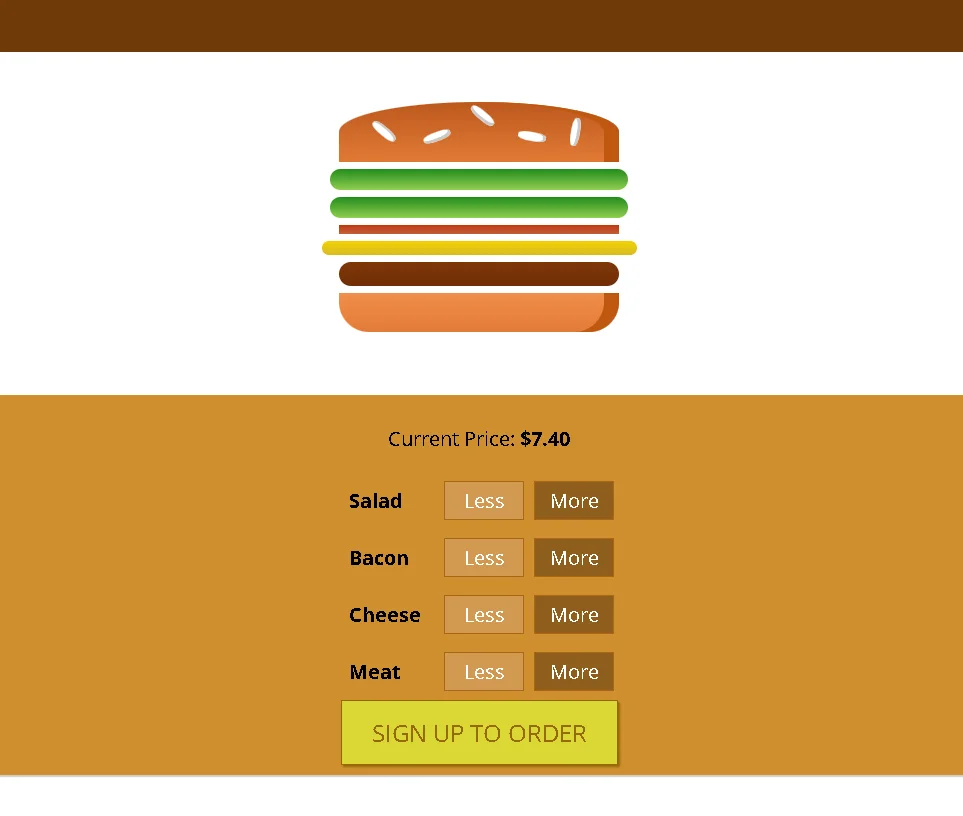 Current Price: $7.40
Salad Less More
Bacon Less More
Cheese Less More
Meat Less More
SIGN UP TO ORDER